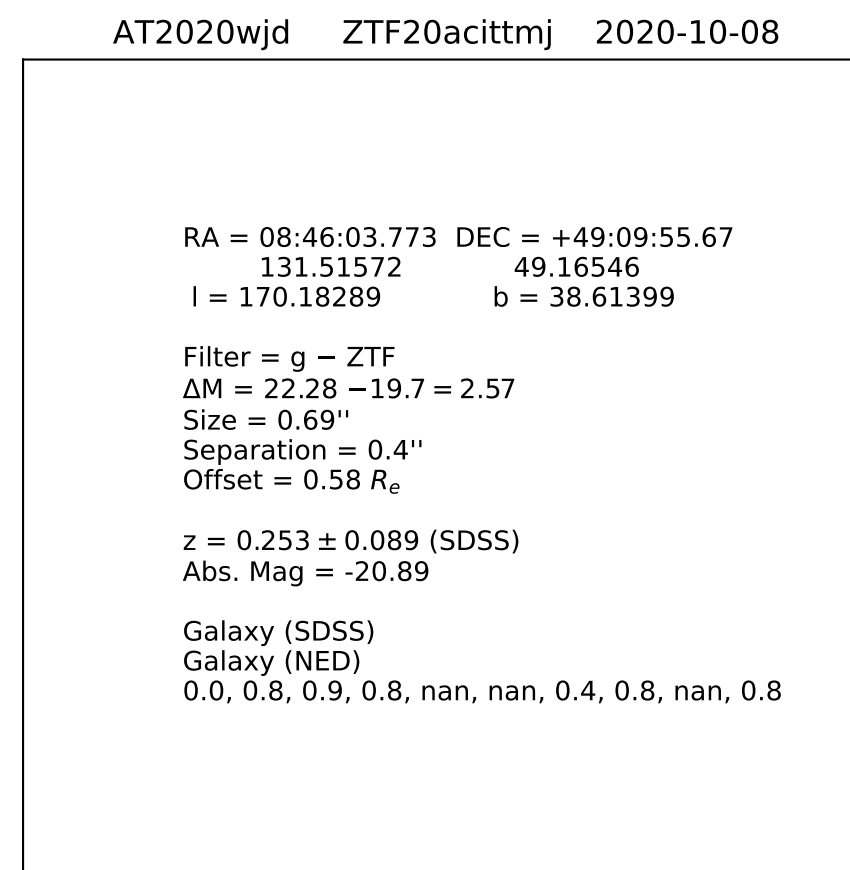 AT2020wjd ZTF20acittmj 2020-10-08
RA = 08:46:03.773 DEC = +49:09:55.67
131.51572 49.16546
l = 170.18289 b = 38.61399
Filter = g − ZTF
ΔM = 22.28 −19.7 = 2.57
Size = 0.69''
Separation = 0.4''
Offset = 0.58 Rₑ
z = 0.253 ± 0.089 (SDSS)
Abs. Mag = -20.89
Galaxy (SDSS)
Galaxy (NED)
0.0, 0.8, 0.9, 0.8, nan, nan, 0.4, 0.8, nan, 0.8